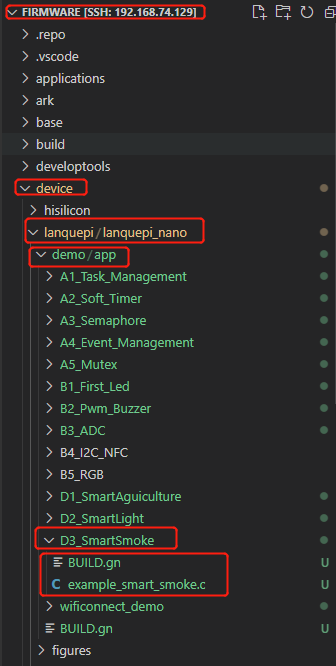 FIRMWARE [SSH: 192.168.74.129]
.repo
.vscode
applications
ark
base
build
developtools
device
hisilicon
lanquepi / lanquepi_nano
demo / app
A1_Task_Management
A2_Soft_Timer
A3_Semaphore
A4_Event_Management
A5_Mutex
B1_First_Led
B2_Pwm_Buzzer
B3_ADC
B4_I2C_NFC
B5_RGB
D1_SmartAguiculture
D2_SmartLight
D3_SmartSmoke
BUILD.gn U
C example_smart_smoke.c U
wificonnect_demo
BUILD.gn U
figures